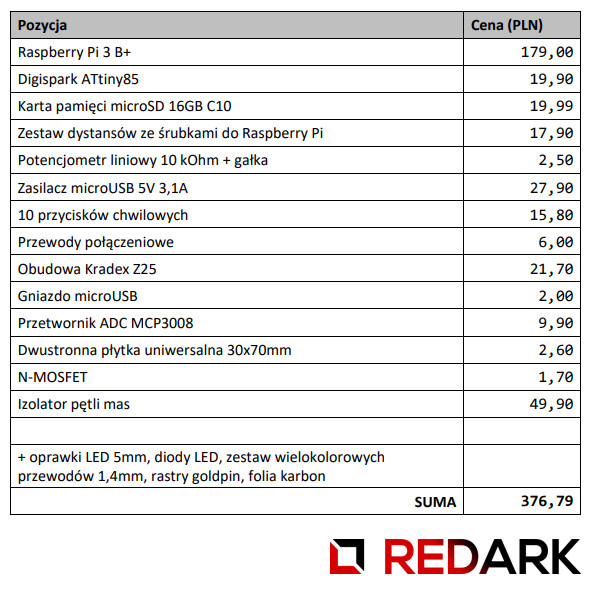 Pozycja Cena (PLN)
Raspberry Pi 3 B+ 179,00
Digispark ATtiny85 19,90
Karta pamięci microSD 16GB C10 19,99
Zestaw dystansów ze śrubkami do Raspberry Pi 17,90
Potencjometr liniowy 10 kOhm + gałka 2,50
Zasilacz microUSB 5V 3,1A 27,90
10 przycisków chwilowych 15,80
Przewody połączeniowe 6,00
Obudowa Kradex Z25 21,70
Gniazdo microUSB 2,00
Przetwornik ADC MCP3008 9,90
Dwustronna płytka uniwersalna 30x70mm 2,60
N-MOSFET 1,70
Izolator pętli mas 49,90
+ oprawki LED 5mm, diody LED, zestaw wielokolorowych
przewodów 1,4mm, rastry goldpin, folia karbon
SUMA 376,79
REDARK